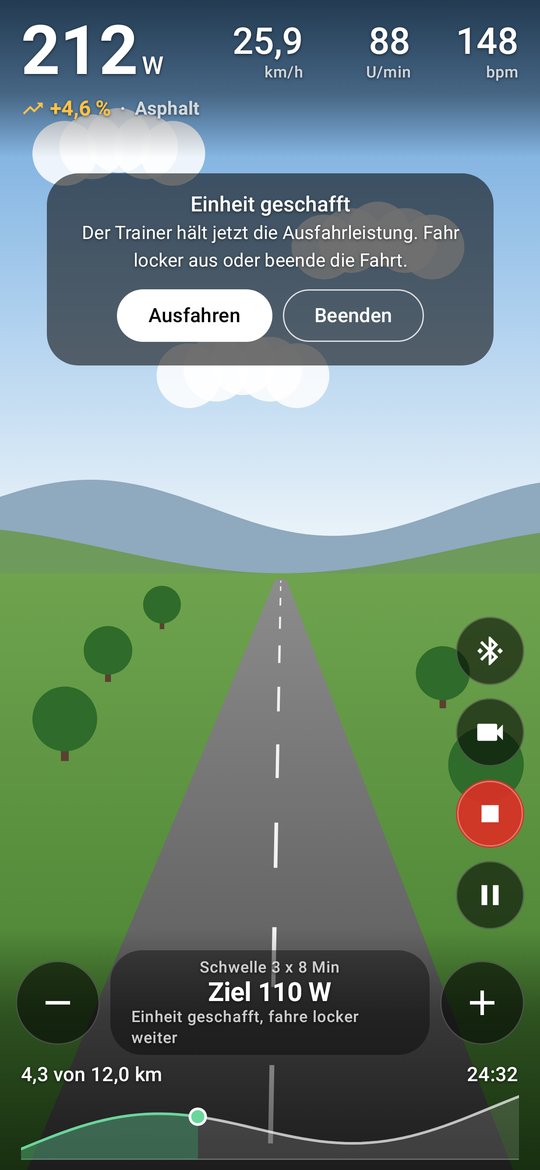 212 W
25,9 88 148
km/h U/min bpm
+4,6 % · Asphalt
Einheit geschafft
Der Trainer hält jetzt die Ausfahrleistung. Fahr
locker aus oder beende die Fahrt.
Ausfahren Beenden
Schwelle 3 x 8 Min
Ziel 110 W
Einheit geschafft, fahre locker
weiter
4,3 von 12,0 km 24:32